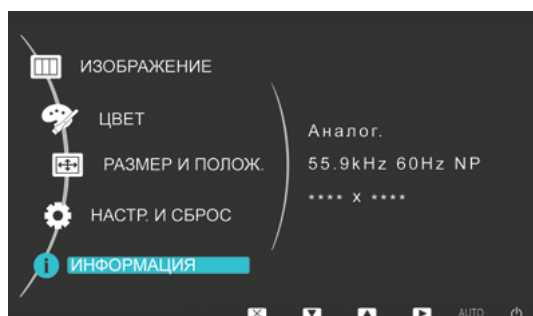 ИЗОБРАЖЕНИЕ
ЦВЕТ
РАЗМЕР И ПОЛОЖ.
НАСТР. И СБРОС
ИНФОРМАЦИЯ
Аналог.
55.9kHz 60Hz NP
**** x ****
AUTO